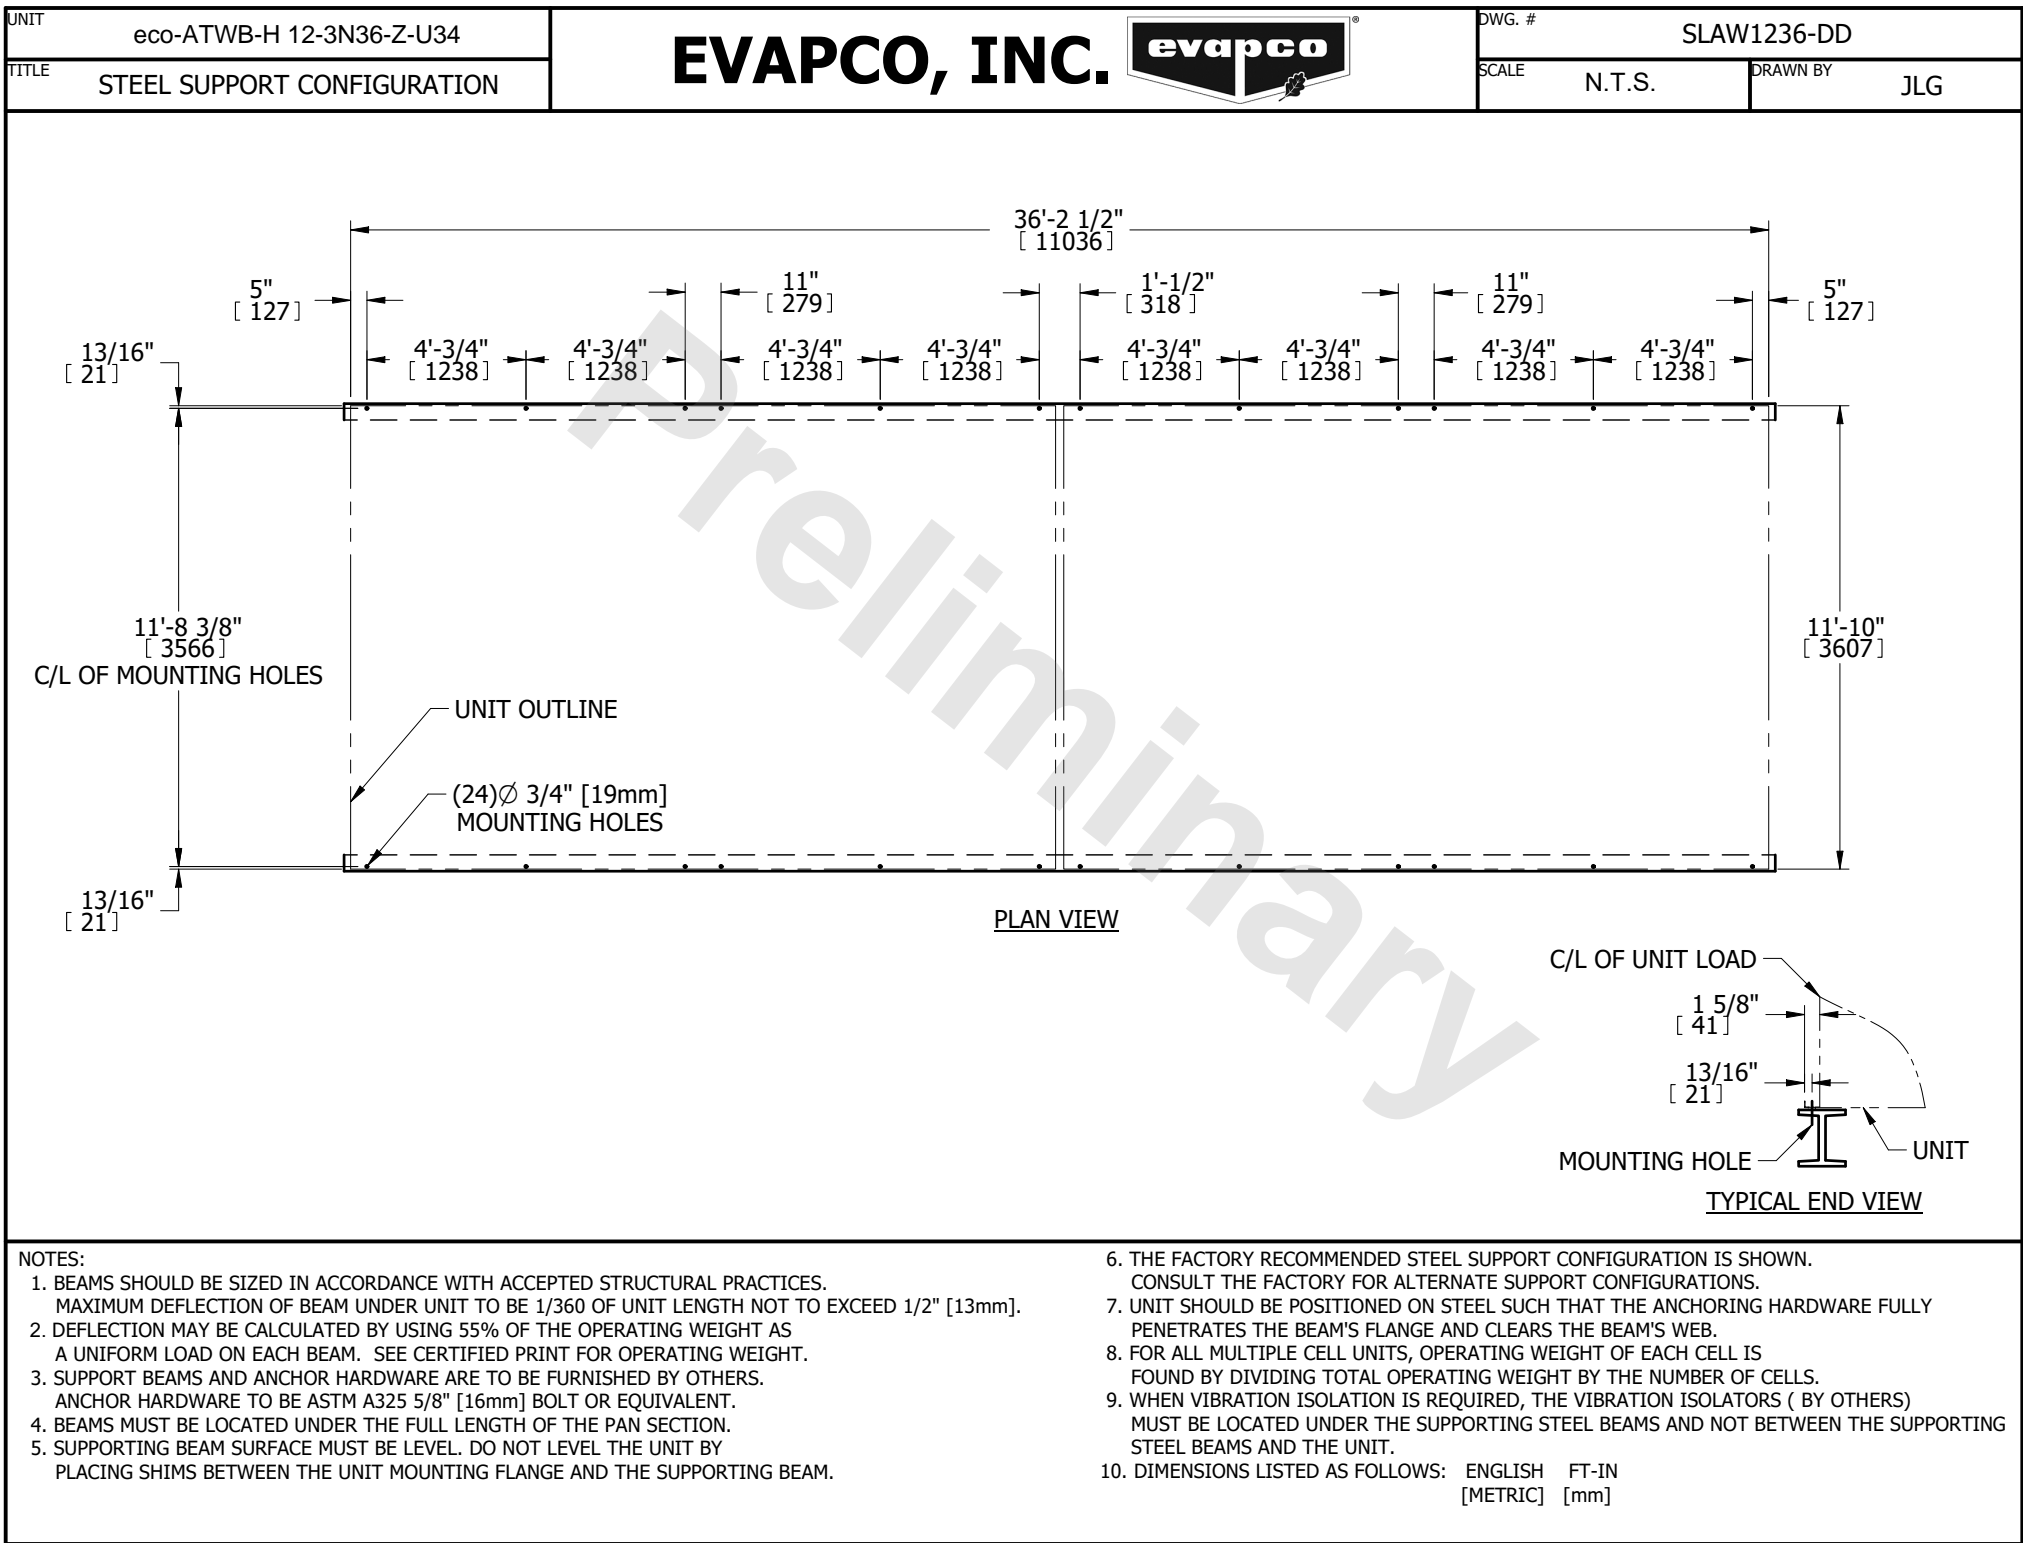 UNIT
eco-ATWB-H 12-3N36-Z-U34
TITLE
STEEL SUPPORT CONFIGURATION
EVAPCO, INC.
evapco
®
DWG. #
SLAW1236-DD
SCALE
N.T.S.
DRAWN BY
JLG
36'-2 1/2"
[ 11036 ]
5"
[ 127 ]
11"
[ 279 ]
1'-1/2"
[ 318 ]
11"
[ 279 ]
5"
[ 127 ]
13/16"
[ 21 ]
4'-3/4"
[ 1238 ]
4'-3/4"
[ 1238 ]
4'-3/4"
[ 1238 ]
4'-3/4"
[ 1238 ]
4'-3/4"
[ 1238 ]
4'-3/4"
[ 1238 ]
4'-3/4"
[ 1238 ]
4'-3/4"
[ 1238 ]
11'-8 3/8"
[ 3566 ]
C/L OF MOUNTING HOLES
11'-10"
[ 3607 ]
UNIT OUTLINE
(24)∅ 3/4" [19mm]
MOUNTING HOLES
13/16"
[ 21 ]
PLAN VIEW
Preliminary
C/L OF UNIT LOAD
1 5/8"
[ 41 ]
13/16"
[ 21 ]
MOUNTING HOLE
UNIT
TYPICAL END VIEW
NOTES:
1. BEAMS SHOULD BE SIZED IN ACCORDANCE WITH ACCEPTED STRUCTURAL PRACTICES.
MAXIMUM DEFLECTION OF BEAM UNDER UNIT TO BE 1/360 OF UNIT LENGTH NOT TO EXCEED 1/2" [13mm].
2. DEFLECTION MAY BE CALCULATED BY USING 55% OF THE OPERATING WEIGHT AS
A UNIFORM LOAD ON EACH BEAM. SEE CERTIFIED PRINT FOR OPERATING WEIGHT.
3. SUPPORT BEAMS AND ANCHOR HARDWARE ARE TO BE FURNISHED BY OTHERS.
ANCHOR HARDWARE TO BE ASTM A325 5/8" [16mm] BOLT OR EQUIVALENT.
4. BEAMS MUST BE LOCATED UNDER THE FULL LENGTH OF THE PAN SECTION.
5. SUPPORTING BEAM SURFACE MUST BE LEVEL. DO NOT LEVEL THE UNIT BY
PLACING SHIMS BETWEEN THE UNIT MOUNTING FLANGE AND THE SUPPORTING BEAM.
6. THE FACTORY RECOMMENDED STEEL SUPPORT CONFIGURATION IS SHOWN.
CONSULT THE FACTORY FOR ALTERNATE SUPPORT CONFIGURATIONS.
7. UNIT SHOULD BE POSITIONED ON STEEL SUCH THAT THE ANCHORING HARDWARE FULLY
PENETRATES THE BEAM'S FLANGE AND CLEARS THE BEAM'S WEB.
8. FOR ALL MULTIPLE CELL UNITS, OPERATING WEIGHT OF EACH CELL IS
FOUND BY DIVIDING TOTAL OPERATING WEIGHT BY THE NUMBER OF CELLS.
9. WHEN VIBRATION ISOLATION IS REQUIRED, THE VIBRATION ISOLATORS ( BY OTHERS)
MUST BE LOCATED UNDER THE SUPPORTING STEEL BEAMS AND NOT BETWEEN THE SUPPORTING
STEEL BEAMS AND THE UNIT.
10. DIMENSIONS LISTED AS FOLLOWS: ENGLISH FT-IN
[METRIC] [mm]